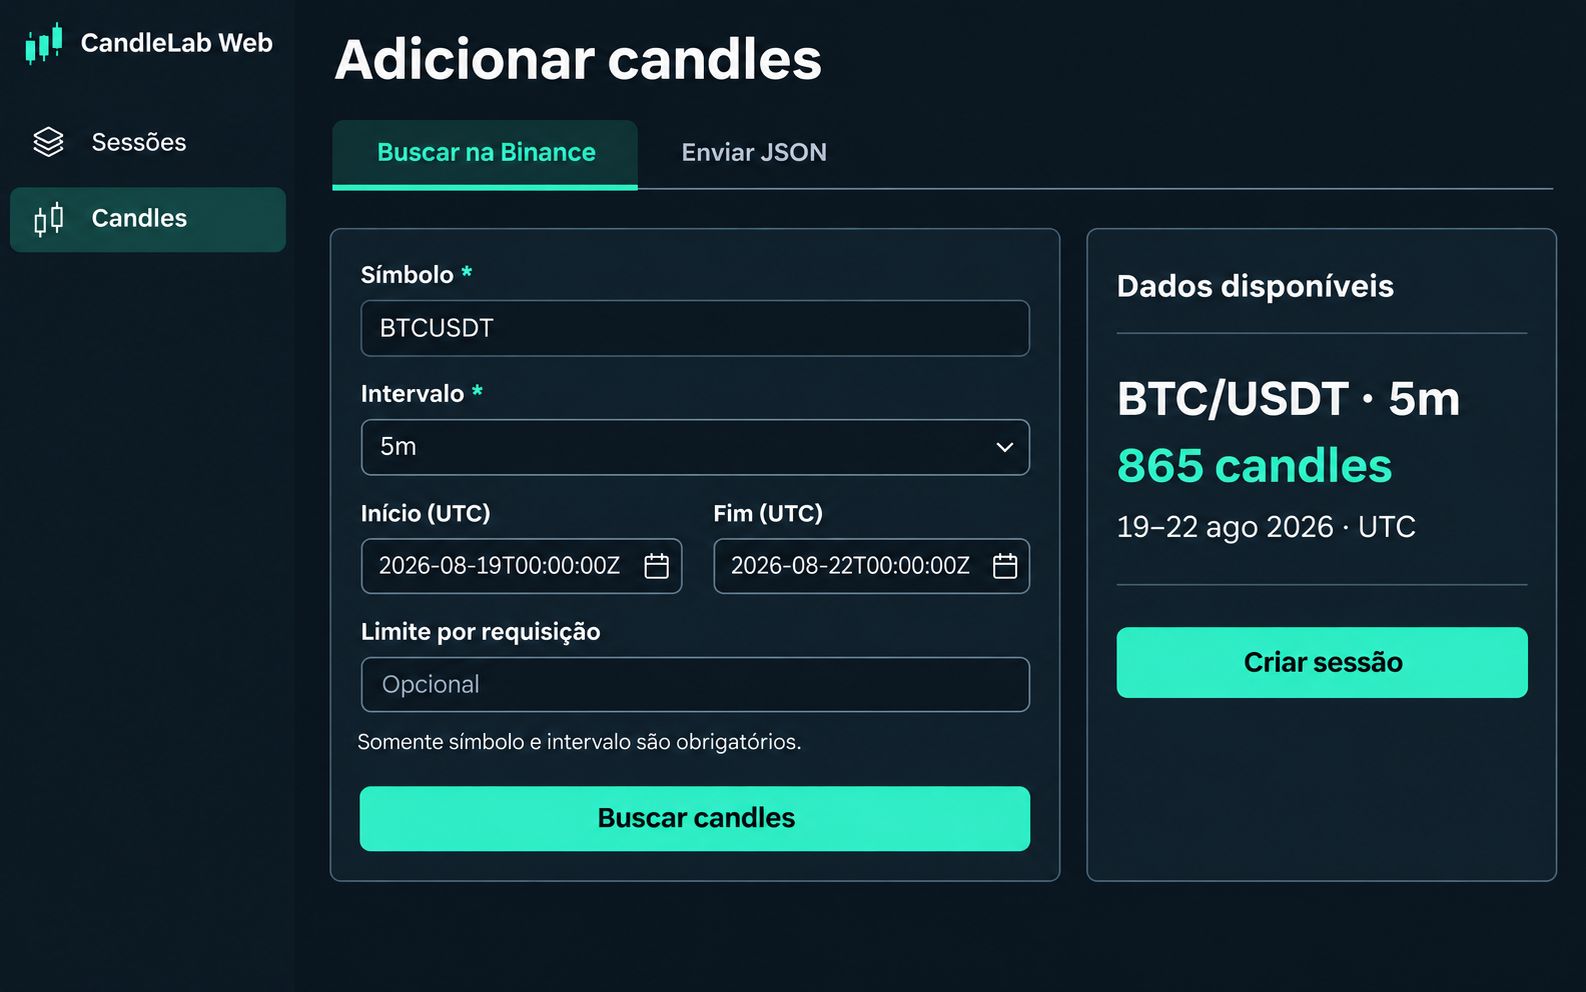 CandleLab Web
Sessões
Candles
Adicionar candles
Buscar na Binance
Enviar JSON
Símbolo *
BTCUSDT
Intervalo *
5m
Início (UTC)
2026-08-19T00:00:00Z
Fim (UTC)
2026-08-22T00:00:00Z
Limite por requisição
Opcional
Somente símbolo e intervalo são obrigatórios.
Buscar candles
Dados disponíveis
BTC/USDT · 5m
865 candles
19–22 ago 2026 · UTC
Criar sessão